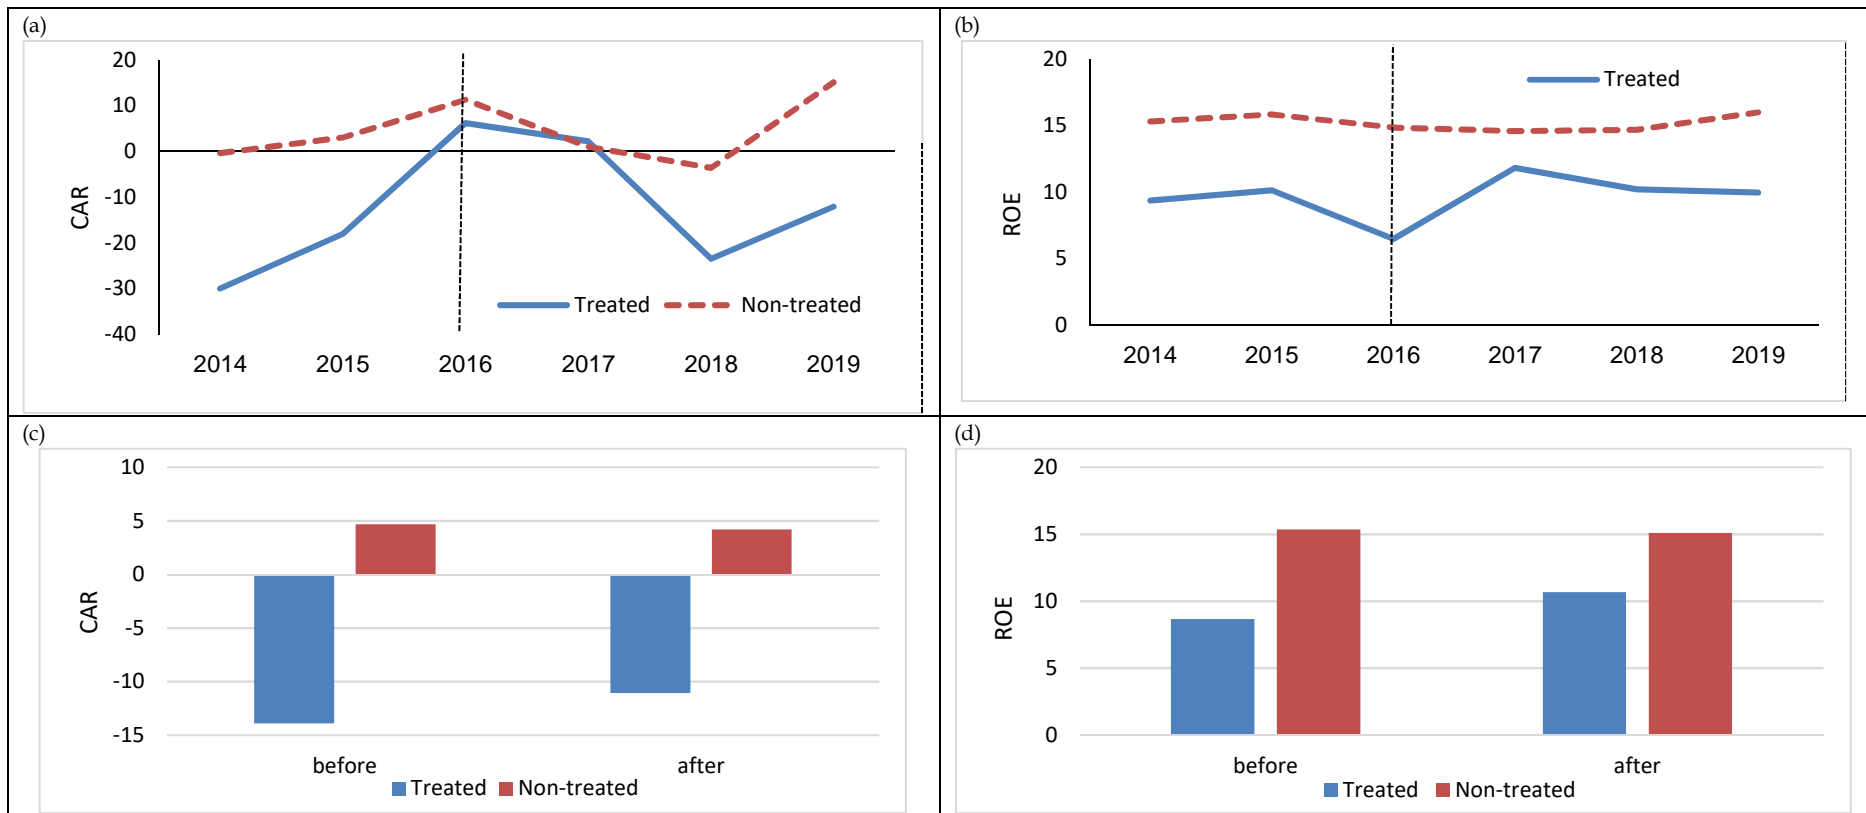 (a)
20
10
0
-10
-20
-30
-40
CAR
Treated Non-treated
2014 2015 2016 2017 2018 2019
(b)
20
15
10
5
0
ROE
Treated
2014 2015 2016 2017 2018 2019
(c)
10
5
0
-5
-10
-15
CAR
before after
Treated Non-treated
(d)
20
15
10
5
0
ROE
before after
Treated Non-treated